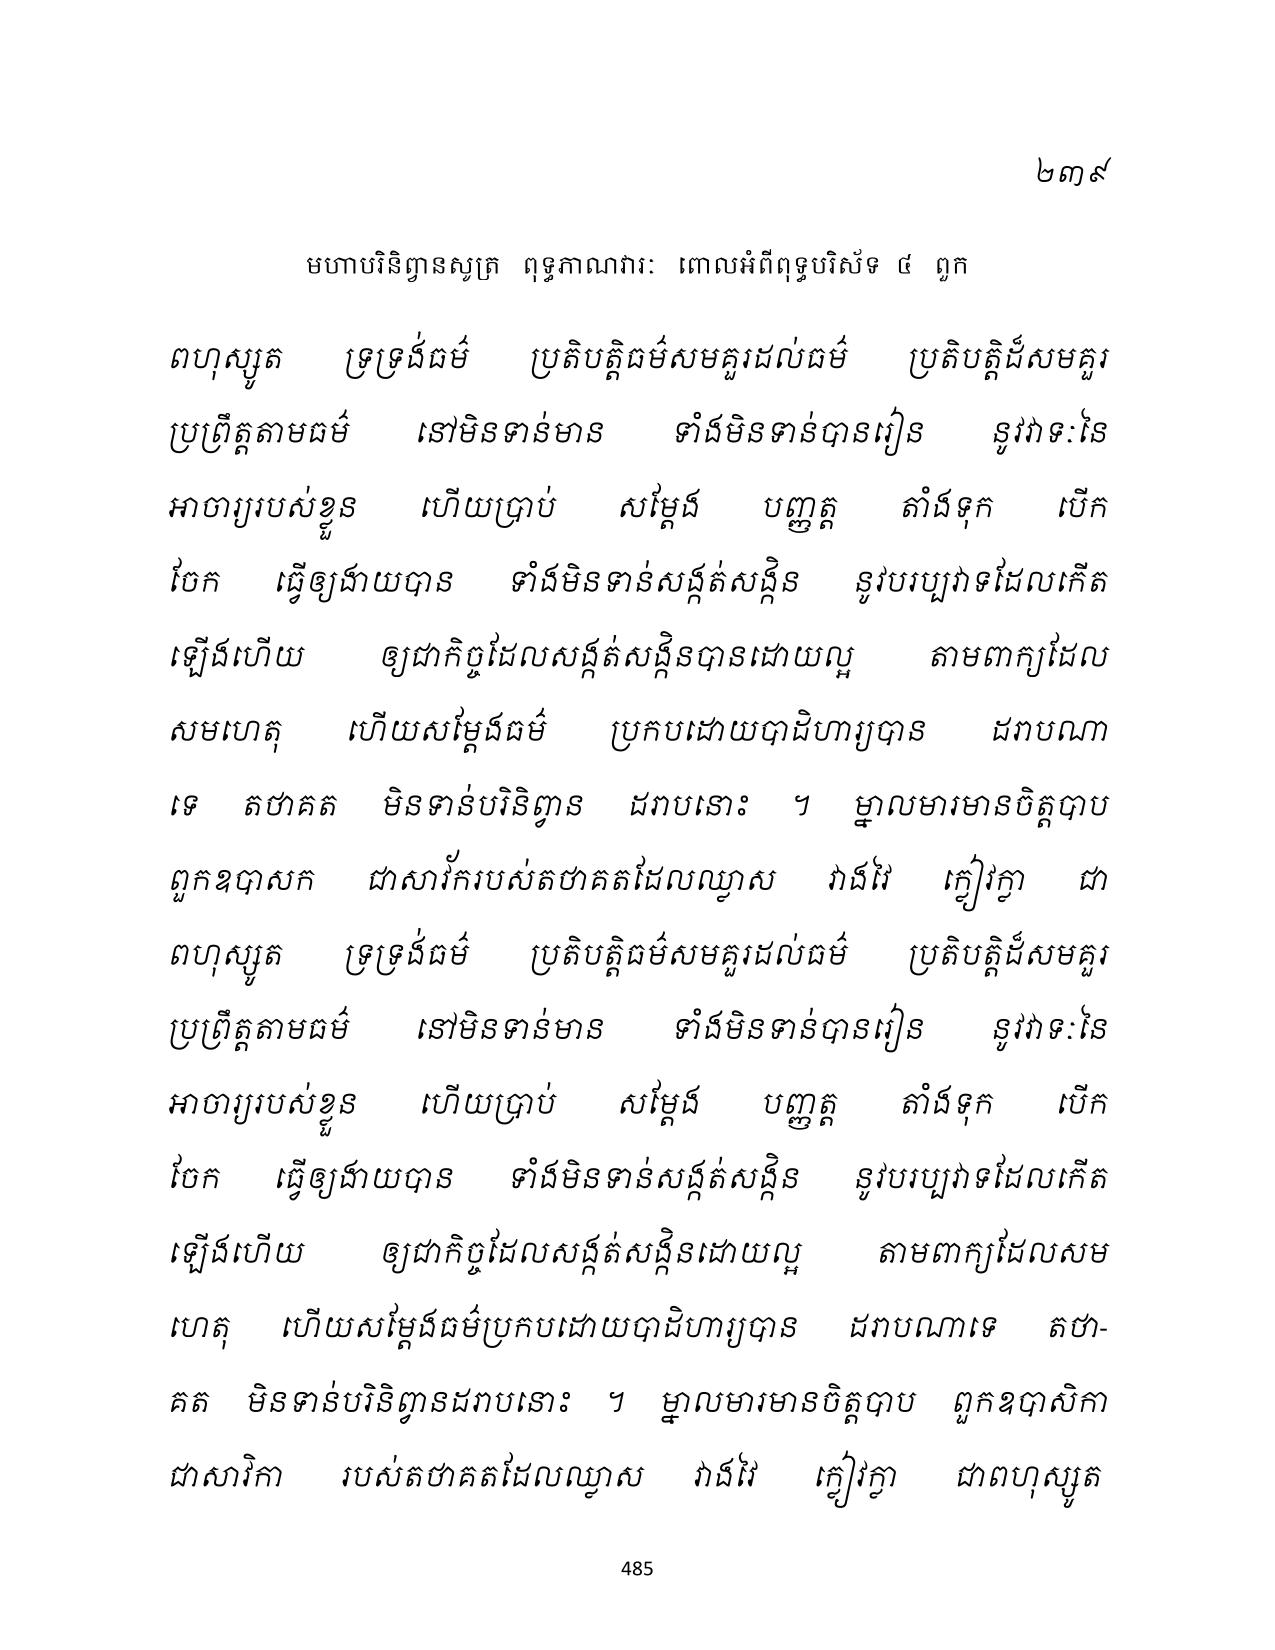 ២៣៩
មហាបរិនិព្វានសូត្រ ពុទ្ធភាណវារៈ ពោលអំពីពុទ្ធបរិស័ទ ៤ ពួក
ពហុស្សូត ទ្រទ្រង់ធម៌ ប្រតិបត្តិធម៌សមគួរដល់ធម៌ ប្រតិបត្តិដ៏សមគួរ
ប្រព្រឹត្តតាមធម៌ នៅមិនទាន់មាន ទាំងមិនទាន់បានរៀន នូវវាទៈនៃ
អាចារ្យរបស់ខ្លួន ហើយប្រាប់ សម្តែង បញ្ញត្ត តាំងទុក បើក
ចែក ធ្វើឲ្យងាយបាន ទាំងមិនទាន់សង្កត់សង្កិន នូវបរប្បវាទដែលកើត
ឡើងហើយ ឲ្យជាកិច្ចដែលសង្កត់សង្កិនបានដោយល្អ តាមពាក្យដែល
សមហេតុ ហើយសម្តែងធម៌ ប្រកបដោយបាដិហារ្យបាន ដរាបណា
ទេ តថាគត មិនទាន់បរិនិព្វាន ដរាបនោះ ។ ម្នាលមារមានចិត្តបាប
ពួកឧបាសក ជាសាវ័ករបស់តថាគតដែលឈ្លាស វាងវៃ ក្លៀវក្លា ជា
ពហុស្សូត ទ្រទ្រង់ធម៌ ប្រតិបត្តិធម៌សមគួរដល់ធម៌ ប្រតិបត្តិដ៏សមគួរ
ប្រព្រឹត្តតាមធម៌ នៅមិនទាន់មាន ទាំងមិនទាន់បានរៀន នូវវាទៈនៃ
អាចារ្យរបស់ខ្លួន ហើយប្រាប់ សម្តែង បញ្ញត្ត តាំងទុក បើក
ចែក ធ្វើឲ្យងាយបាន ទាំងមិនទាន់សង្កត់សង្កិន នូវបរប្បវាទដែលកើត
ឡើងហើយ ឲ្យជាកិច្ចដែលសង្កត់សង្កិនដោយល្អ តាមពាក្យដែលសម
ហេតុ ហើយសម្តែងធម៌ប្រកបដោយបាដិហារ្យបាន ដរាបណាទេ តថា-
គត មិនទាន់បរិនិព្វានដរាបនោះ ។ ម្នាលមារមានចិត្តបាប ពួកឧបាសិកា
ជាសាវិកា របស់តថាគតដែលឈ្លាស វាងវៃ ក្លៀវក្លា ជាពហុស្សូត
485